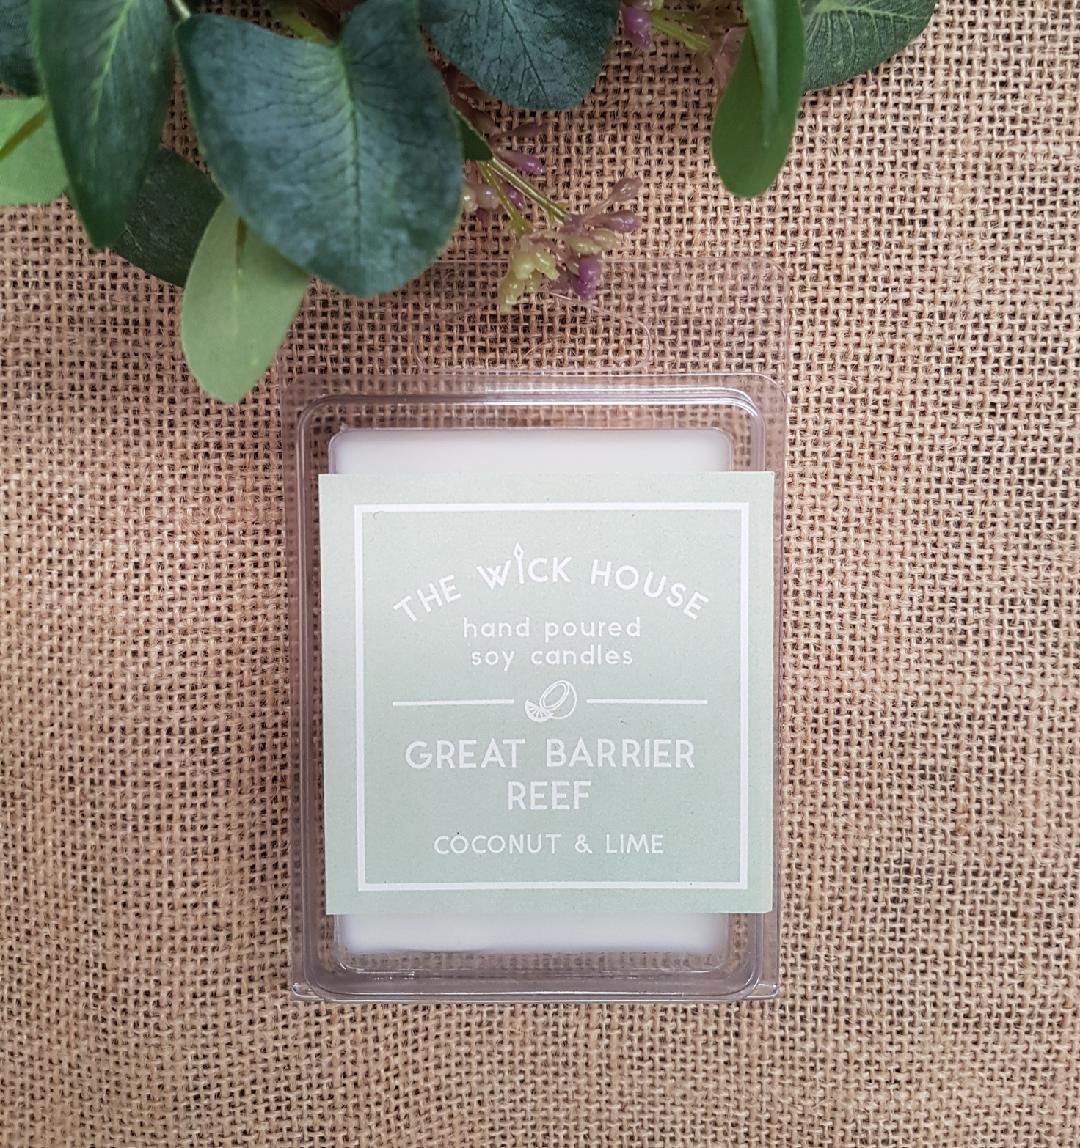 THE WICK HOUSE
hand poured
soy candles
GREAT BARRIER
REEF
COCONUT & LIME